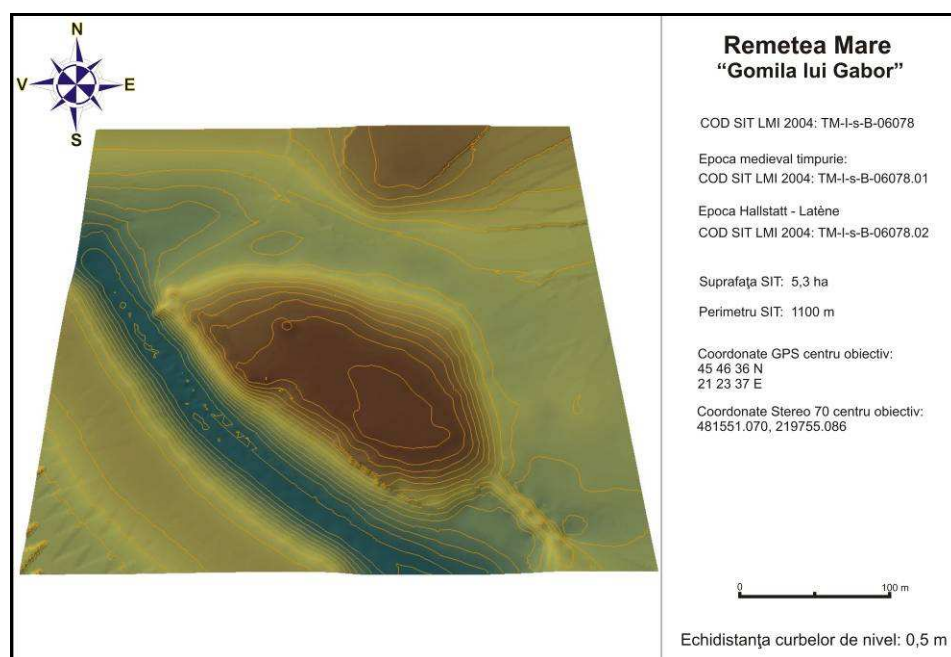 N
V
E
S
Remetea Mare
“Gomila lui Gabor”
COD SIT LMI 2004: TM-I-s-B-06078
Epoca medieval timpurie:
COD SIT LMI 2004: TM-I-s-B-06078.01
Epoca Hallstatt - Latène
COD SIT LMI 2004: TM-I-s-B-06078.02
Suprafaţa SIT: 5,3 ha
Perimetru SIT: 1100 m
Coordonate GPS centru obiectiv:
45 46 36 N
21 23 37 E
Coordonate Stereo 70 centru obiectiv:
481551.070, 219755.086
0 100 m
Echidistanţa curbelor de nivel: 0,5 m